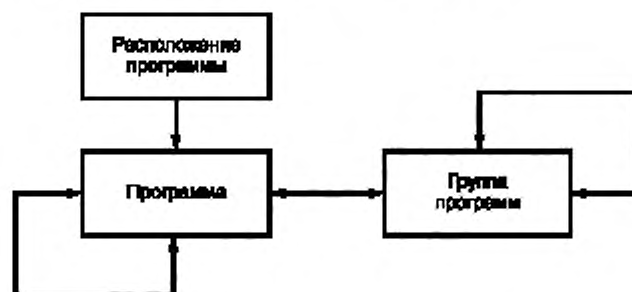 Расположение
программы
Программа
Группа
программ